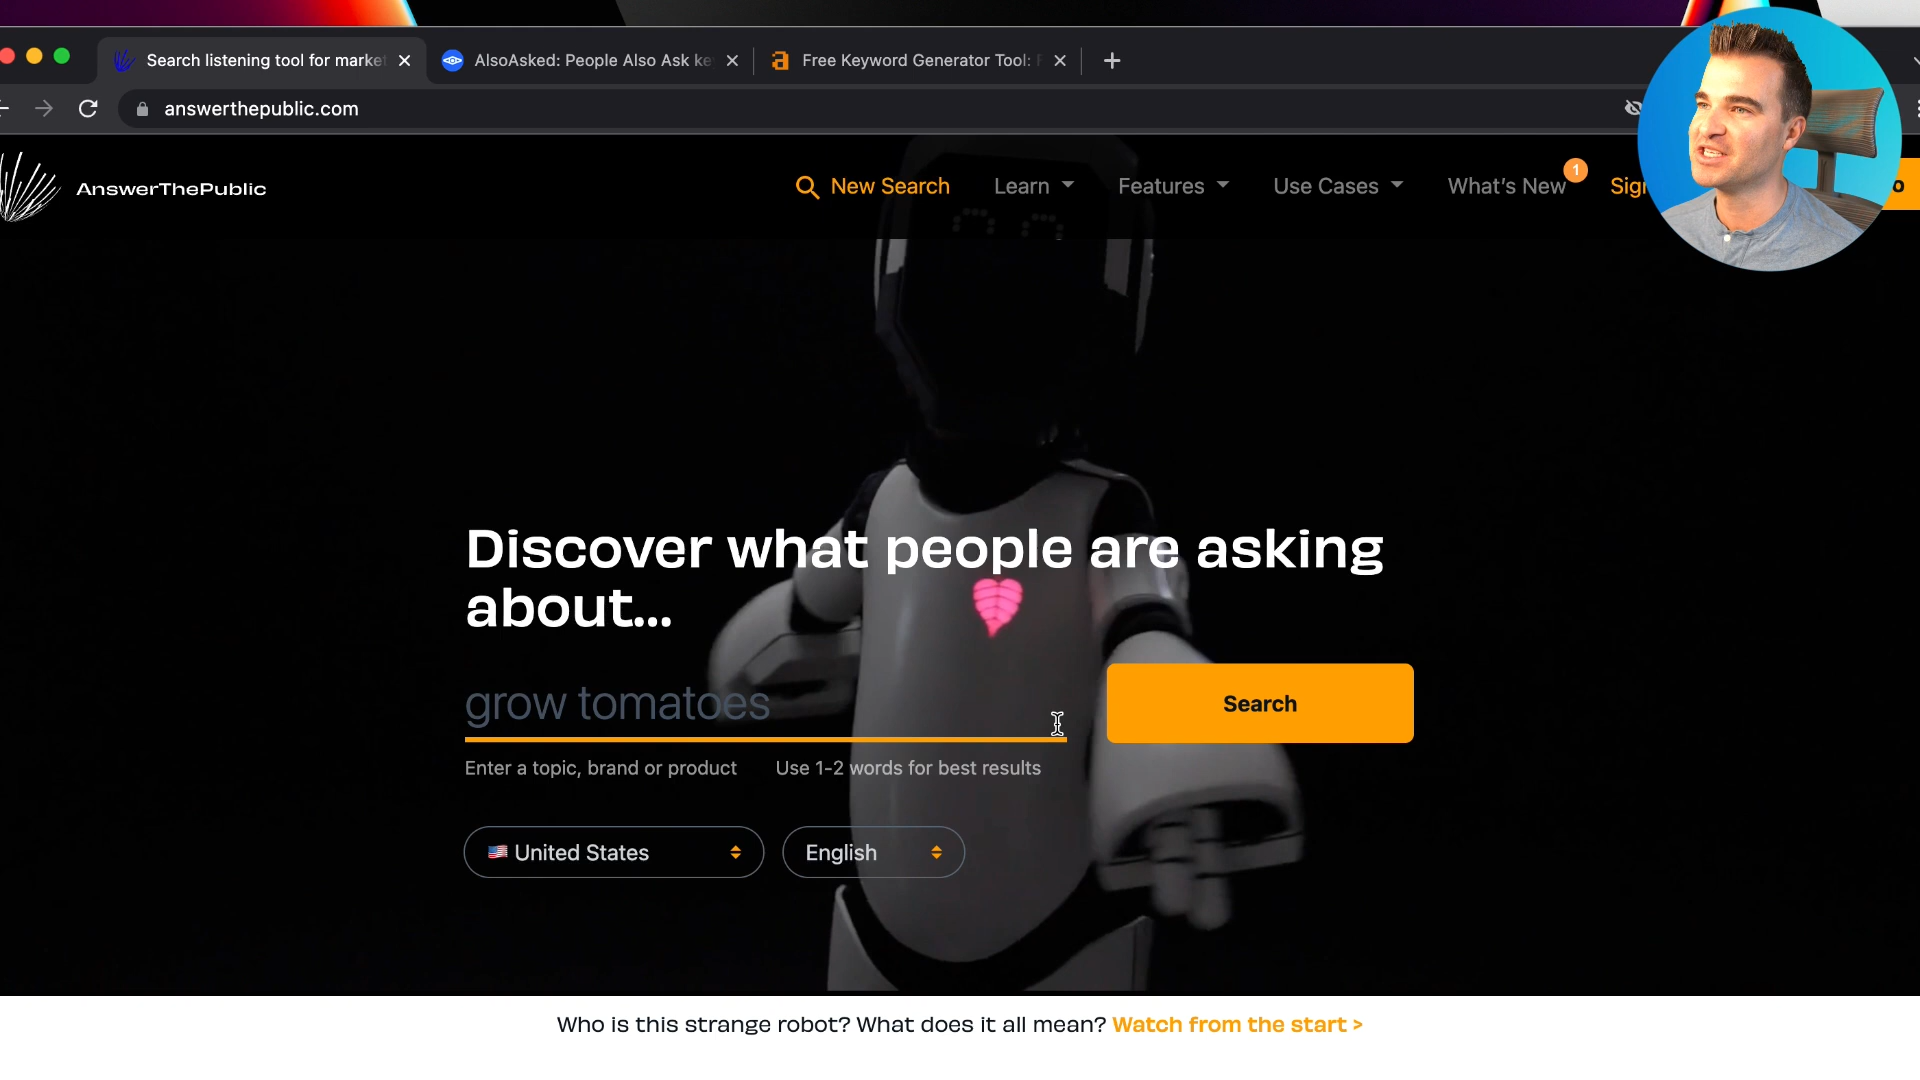 Search listening tool for market
AlsoAsked: People Also Ask ke
Free Keyword Generator Tool:
answerthepublic.com
AnswerThePublic
New Search
Learn
Features
Use Cases
What's New
1
Sign
Discover what people are asking
about...
grow tomatoes
Search
Enter a topic, brand or product
Use 1-2 words for best results
United States
English
Who is this strange robot? What does it all mean? Watch from the start >